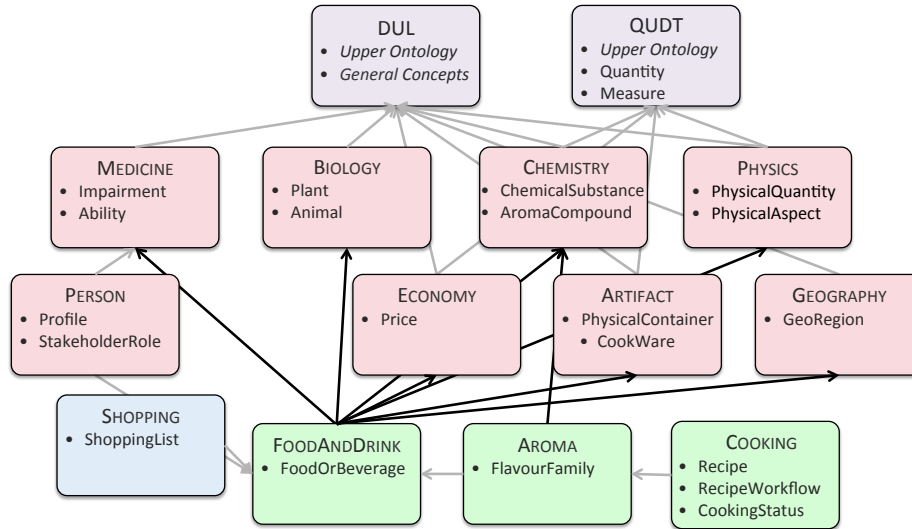 DUL
• Upper Ontology
• General Concepts
QUDT
• Upper Ontology
• Quantity
• Measure
MEDICINE
• Impairment
• Ability
BIOLOGY
• Plant
• Animal
CHEMISTRY
• ChemicalSubstance
• AromaCompound
PHYSICS
• PhysicalQuantity
• PhysicalAspect
PERSON
• Profile
• StakeholderRole
ECONOMY
• Price
ARTIFACT
• PhysicalContainer
• CookWare
GEOGRAPHY
• GeoRegion
SHOPPING
• ShoppingList
FOODANDDRINK
• FoodOrBeverage
AROMA
• FlavourFamily
COOKING
• Recipe
• RecipeWorkflow
• CookingStatus